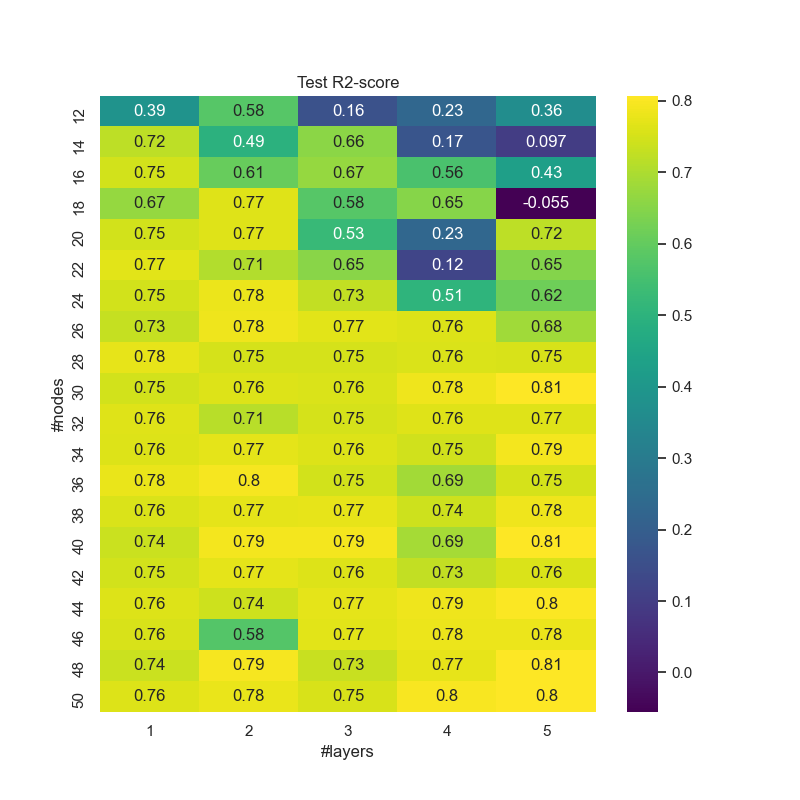 Test R2-score
12 0.39 0.58 0.16 0.23 0.36
14 0.72 0.49 0.66 0.17 0.097
16 0.75 0.61 0.67 0.56 0.43
18 0.67 0.77 0.58 0.65 -0.055
20 0.75 0.77 0.53 0.23 0.72
22 0.77 0.71 0.65 0.12 0.65
24 0.75 0.78 0.73 0.51 0.62
26 0.73 0.78 0.77 0.76 0.68
28 0.78 0.75 0.75 0.76 0.75
30 0.75 0.76 0.76 0.78 0.81
32 0.76 0.71 0.75 0.76 0.77
34 0.76 0.77 0.76 0.75 0.79
36 0.78 0.8 0.75 0.69 0.75
38 0.76 0.77 0.77 0.74 0.78
40 0.74 0.79 0.79 0.69 0.81
42 0.75 0.77 0.76 0.73 0.76
44 0.76 0.74 0.77 0.79 0.8
46 0.76 0.58 0.77 0.78 0.78
48 0.74 0.79 0.73 0.77 0.81
50 0.76 0.78 0.75 0.8 0.8
1 2 3 4 5
#layers
#nodes
0.8
0.7
0.6
0.5
0.4
0.3
0.2
0.1
0.0